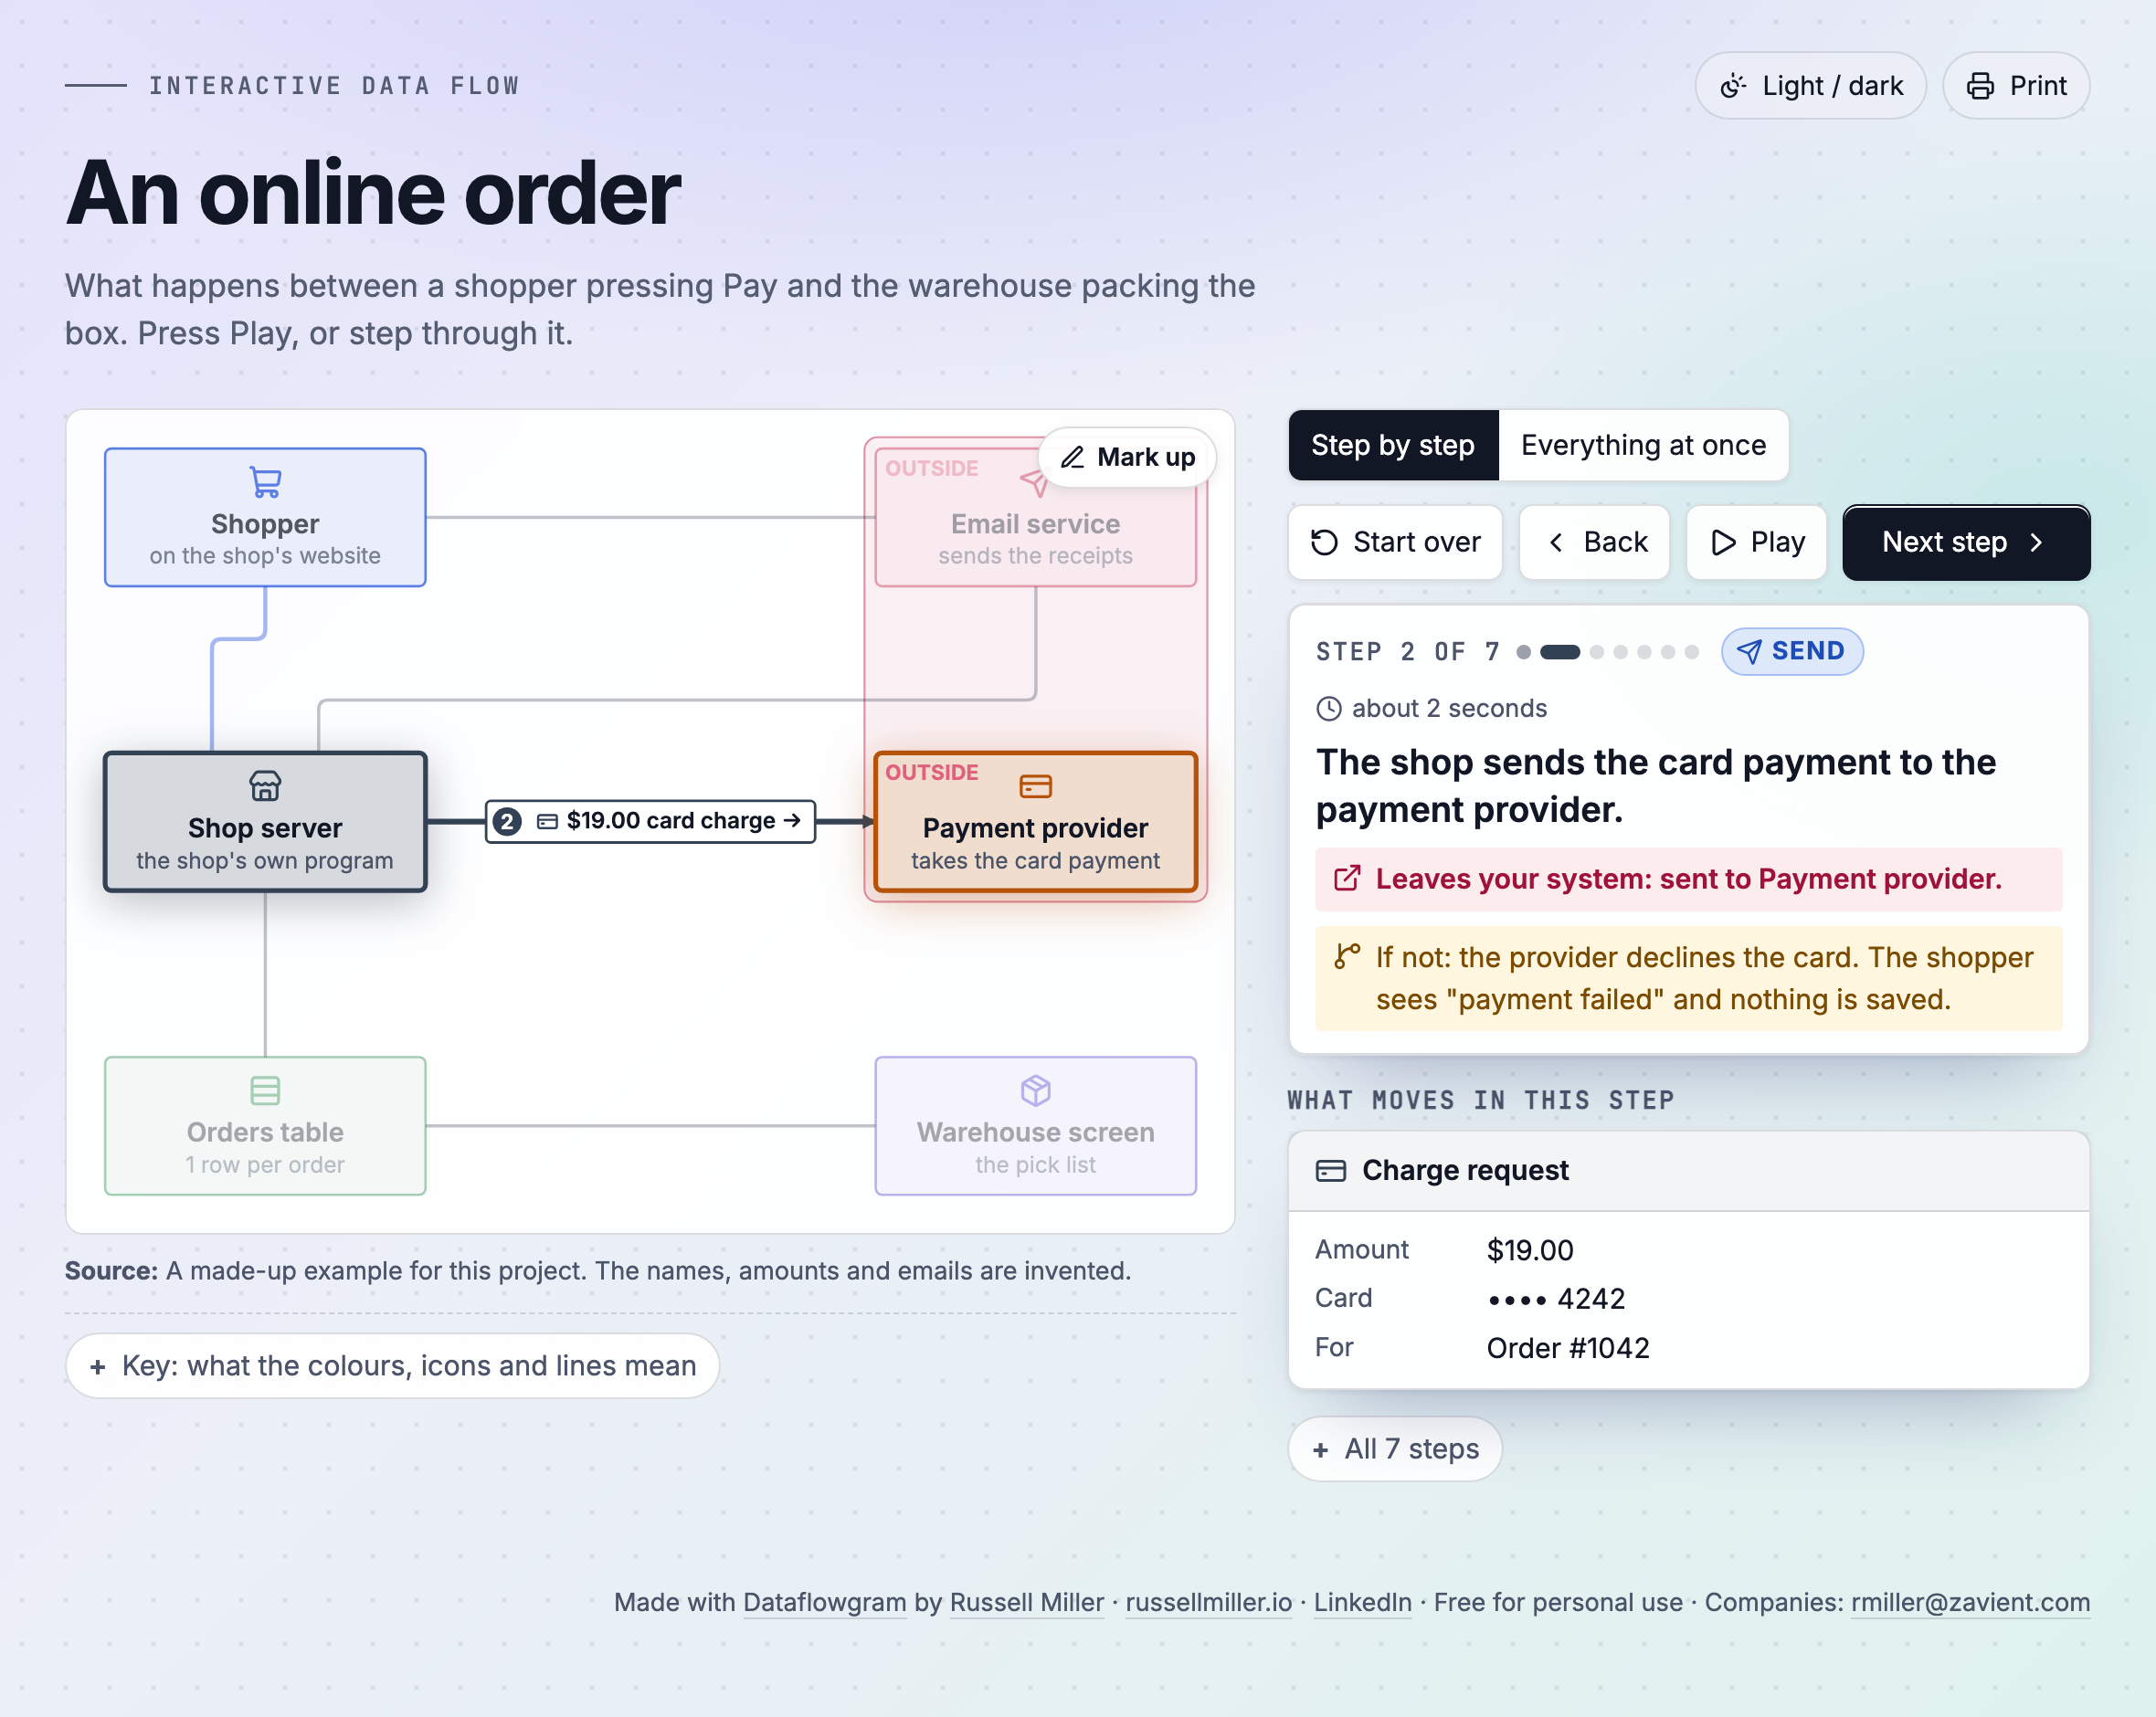 INTERACTIVE DATA FLOW
Light / dark
Print
An online order
What happens between a shopper pressing Pay and the warehouse packing the
box. Press Play, or step through it.
Mark up
Shopper
on the shop's website
OUTSIDE
Email service
sends the receipts
Shop server
the shop's own program
2 $19.00 card charge →
OUTSIDE
Payment provider
takes the card payment
Orders table
1 row per order
Warehouse screen
the pick list
Source: A made-up example for this project. The names, amounts and emails are invented.
+ Key: what the colours, icons and lines mean
Step by step
Everything at once
Start over
Back
Play
Next step
STEP 2 OF 7
SEND
about 2 seconds
The shop sends the card payment to the
payment provider.
Leaves your system: sent to Payment provider.
If not: the provider declines the card. The shopper
sees "payment failed" and nothing is saved.
WHAT MOVES IN THIS STEP
Charge request
Amount $19.00
Card •••• 4242
For Order #1042
+ All 7 steps
Made with Dataflowgram by Russell Miller · russellmiller.io · LinkedIn · Free for personal use · Companies: rmiller@zavient.com